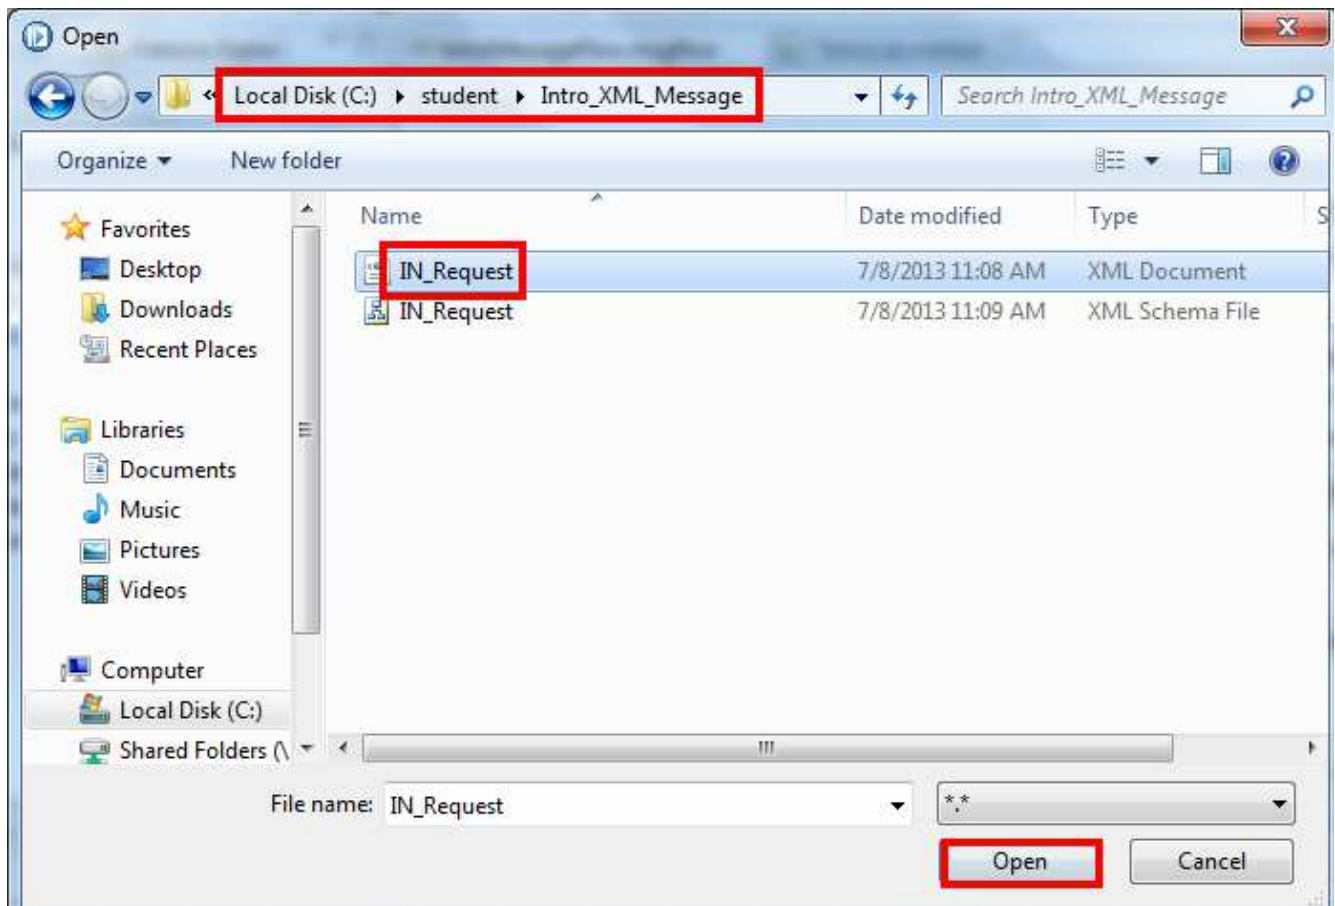 Open
« Local Disk (C:) ▸ student ▸ Intro_XML_Message
Search Intro_XML_Message
Organize
New folder
Name Date modified Type S
Favorites
Desktop
Downloads
Recent Places
Libraries
Documents
Music
Pictures
Videos
Computer
Local Disk (C:)
Shared Folders (\
IN_Request 7/8/2013 11:08 AM XML Document
IN_Request 7/8/2013 11:09 AM XML Schema File
File name: IN_Request
*.*
Open
Cancel